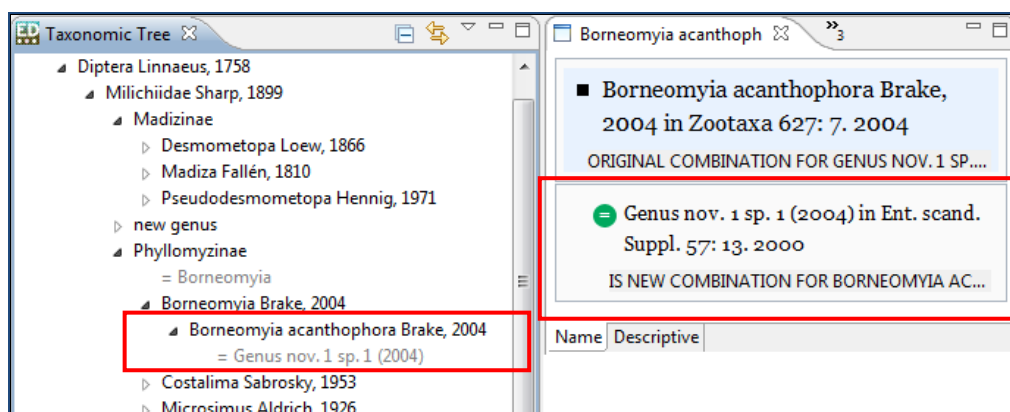 Taxonomic Tree
Diptera Linnaeus, 1758
Milichiidae Sharp, 1899
Madizinae
Desmometopa Loew, 1866
Madiza Fallén, 1810
Pseudodesmometopa Hennig, 1971
new genus
Phyllomyzinae
= Borneomyia
Borneomyia Brake, 2004
Borneomyia acanthophora Brake, 2004
= Genus nov. 1 sp. 1 (2004)
Costalima Sabrosky, 1953
Microsimus Aldrich, 1926
Borneomyia acanthoph
»3
Borneomyia acanthophora Brake,
2004 in Zootaxa 627: 7. 2004
ORIGINAL COMBINATION FOR GENUS NOV. 1 SP....
= Genus nov. 1 sp. 1 (2004) in Ent. scand.
Suppl. 57: 13. 2000
IS NEW COMBINATION FOR BORNEOMYIA AC...
Name Descriptive